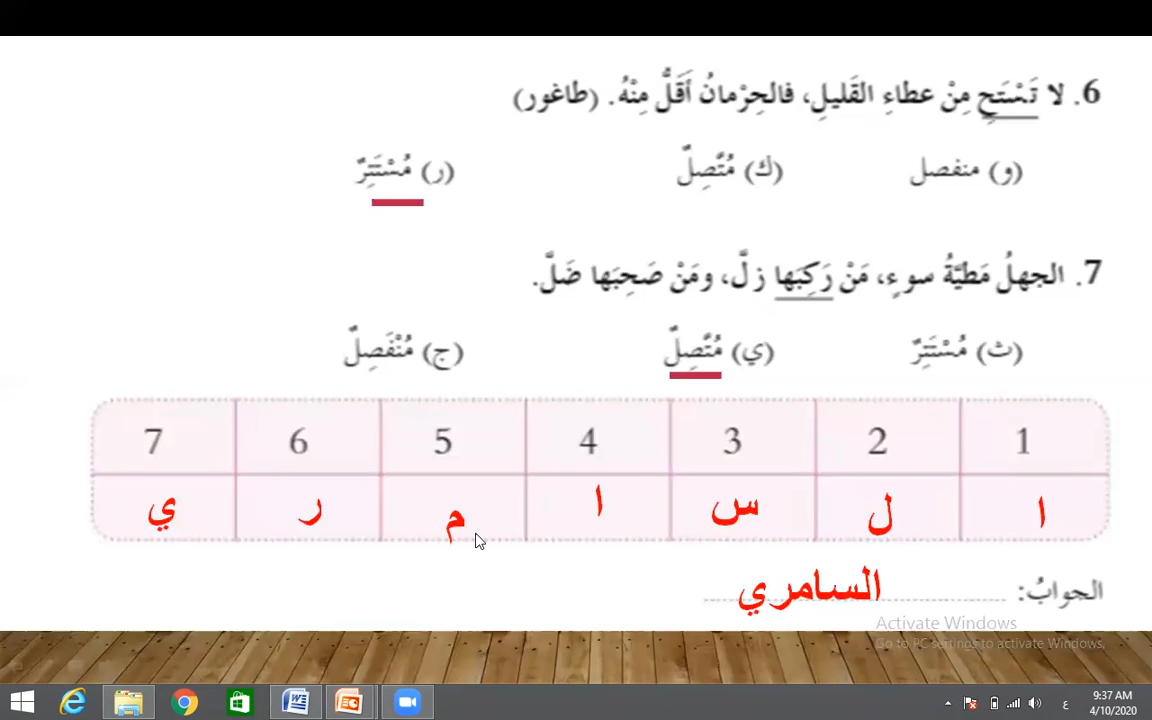 6. لا تَسْتَحِ مِنْ عطاءِ القَليلِ، فالحِرْمانُ أَقَلُّ مِنْهُ. (طاغور)
(و) منفصل (ك) مُتَّصِلٌ (ر) مُسْتَتِرٌ
7. الجهلُ مَطيَّةُ سوءٍ، مَنْ رَكِبَها زلَّ، ومَنْ صَحِبَها ضَلَّ.
(ث) مُسْتَتِرٌ (ي) مُتَّصِلٌ (ج) مُنْفَصِلٌ
1 2 3 4 5 6 7
ا ل س ا م ر ي
الجوابُ: السامري
Activate Windows
Go to PC settings to activate Windows.
ع 9:37 AM
4/10/2020